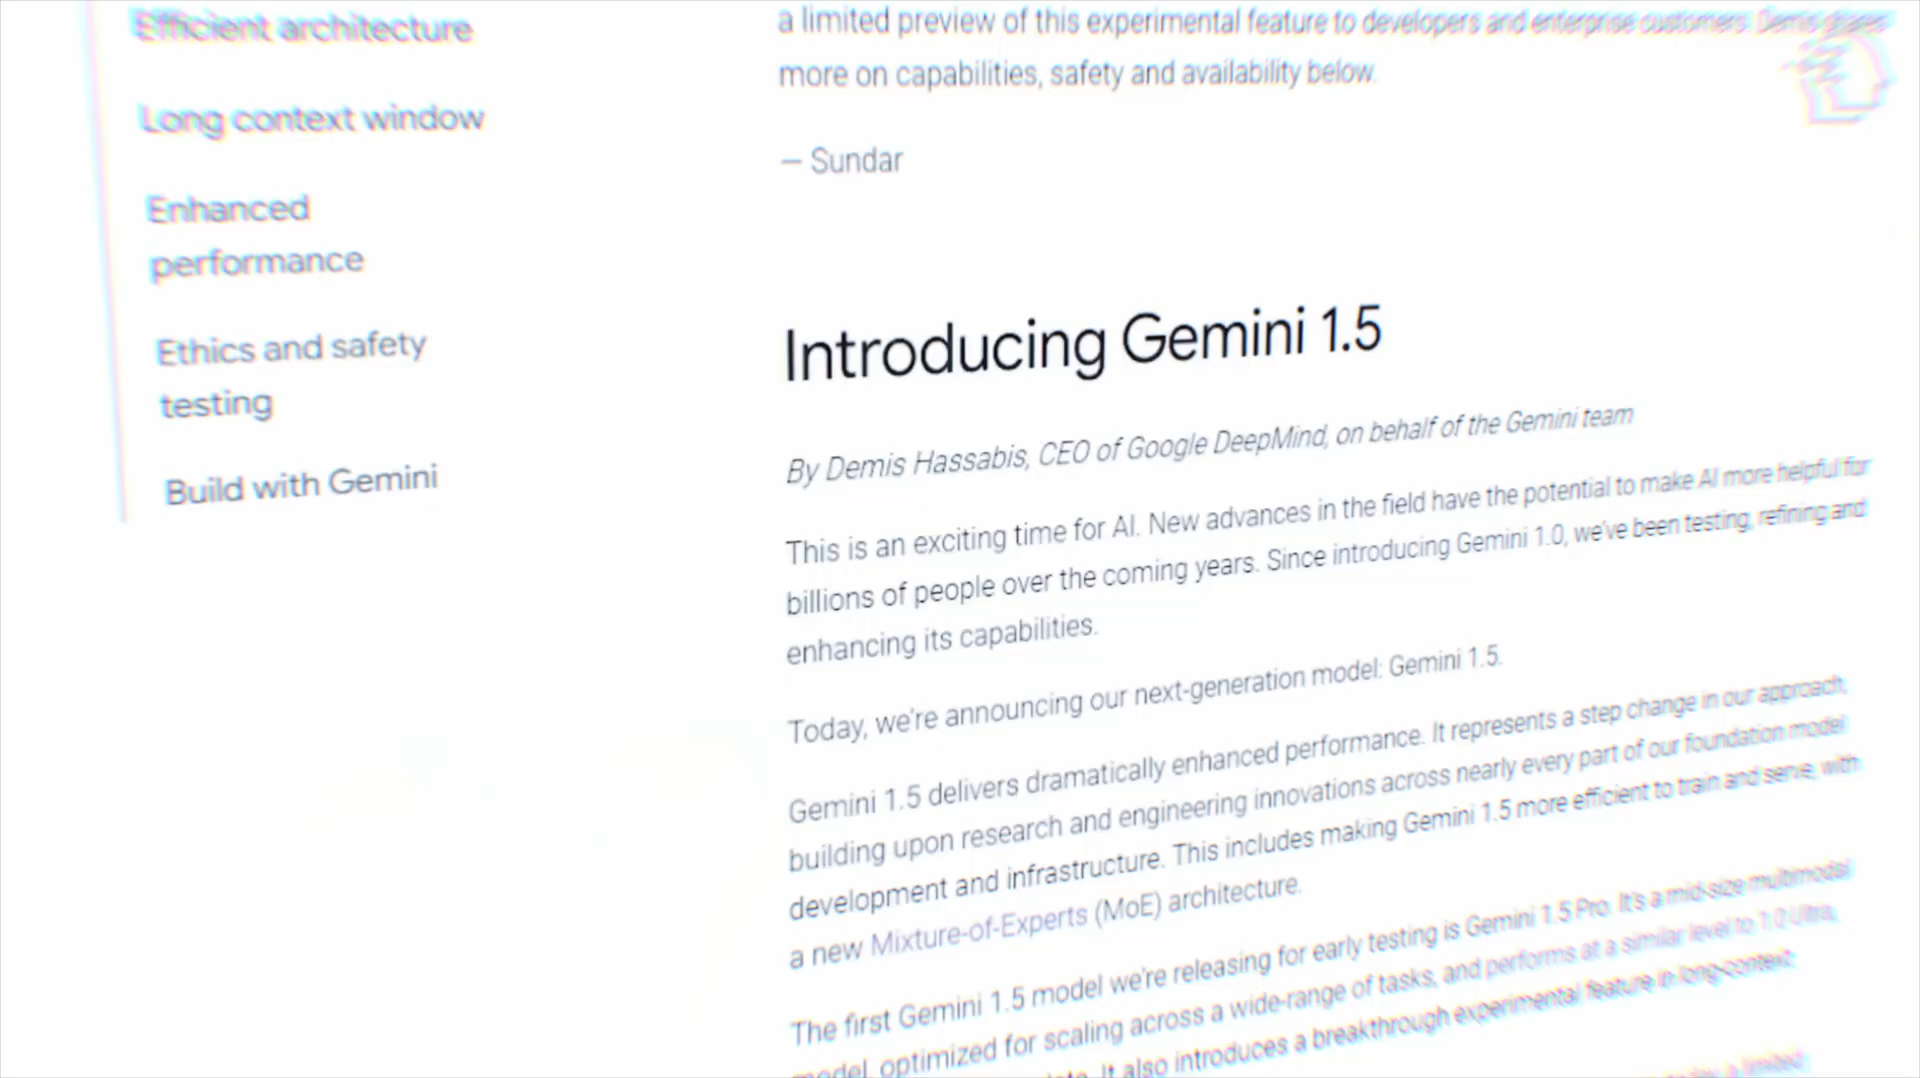 Efficient architecture
Long context window
Enhanced
performance
Ethics and safety
testing
Build with Gemini
a limited preview of this experimental feature to developers and enterprise customers. Demis shares
more on capabilities, safety and availability below.
— Sundar
Introducing Gemini 1.5
By Demis Hassabis, CEO of Google DeepMind, on behalf of the Gemini team
This is an exciting time for AI. New advances in the field have the potential to make AI more helpful for
billions of people over the coming years. Since introducing Gemini 1.0, we've been testing, refining and
enhancing its capabilities.
Today, we're announcing our next-generation model: Gemini 1.5.
Gemini 1.5 delivers dramatically enhanced performance. It represents a step change in our approach,
building upon research and engineering innovations across nearly every part of our foundation model
development and infrastructure. This includes making Gemini 1.5 more efficient to train and serve, with
a new Mixture-of-Experts (MoE) architecture.
The first Gemini 1.5 model we're releasing for early testing is Gemini 1.5 Pro. It's a mid-size multimodal
model, optimized for scaling across a wide-range of tasks, and performs at a similar level to 1.0 Ultra,
It also introduces a breakthrough experimental feature in long-context
a limited